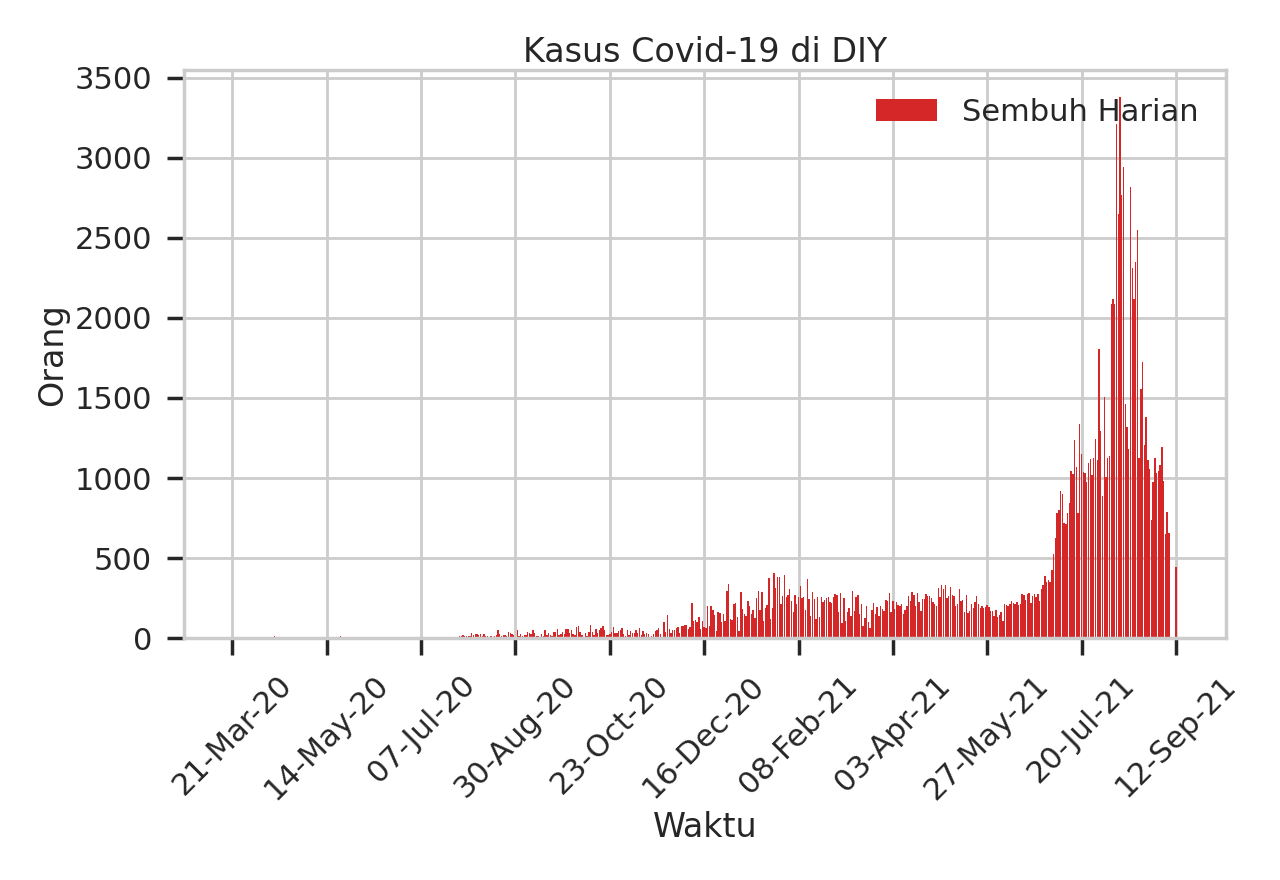 Kasus Covid-19 di DIY
Sembuh Harian
3500
3000
2500
2000
1500
1000
500
0
Orang
21-Mar-20
14-May-20
07-Jul-20
30-Aug-20
23-Oct-20
16-Dec-20
08-Feb-21
03-Apr-21
27-May-21
20-Jul-21
12-Sep-21
Waktu